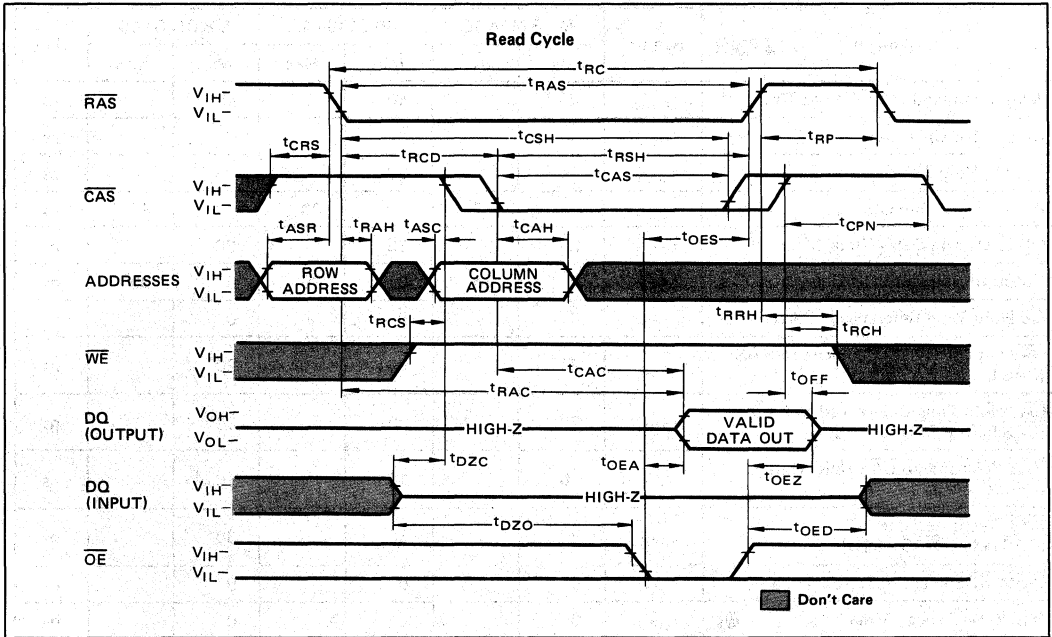 Read Cycle
tRC
tRAS
RAS
VIH-
VIL-
tCSH
tRP
tCRS
tRCD
tRSH
tCAS
CAS
VIH-
VIL-
tASR
tRAH
tASC
tCAH
tOES
tCPN
ADDRESSES
VIH-
VIL-
ROW ADDRESS
COLUMN ADDRESS
tRRH
tRCS
tRCH
WE
VIH-
VIL-
tCAC
tOFF
tRAC
DQ (OUTPUT)
VOH-
VOL-
HIGH-Z
VALID DATA OUT
HIGH-Z
tDZC
tOEA
tOEZ
DQ (INPUT)
VIH-
VIL-
HIGH-Z
tDZO
tOED
OE
VIH-
VIL-
Don't Care